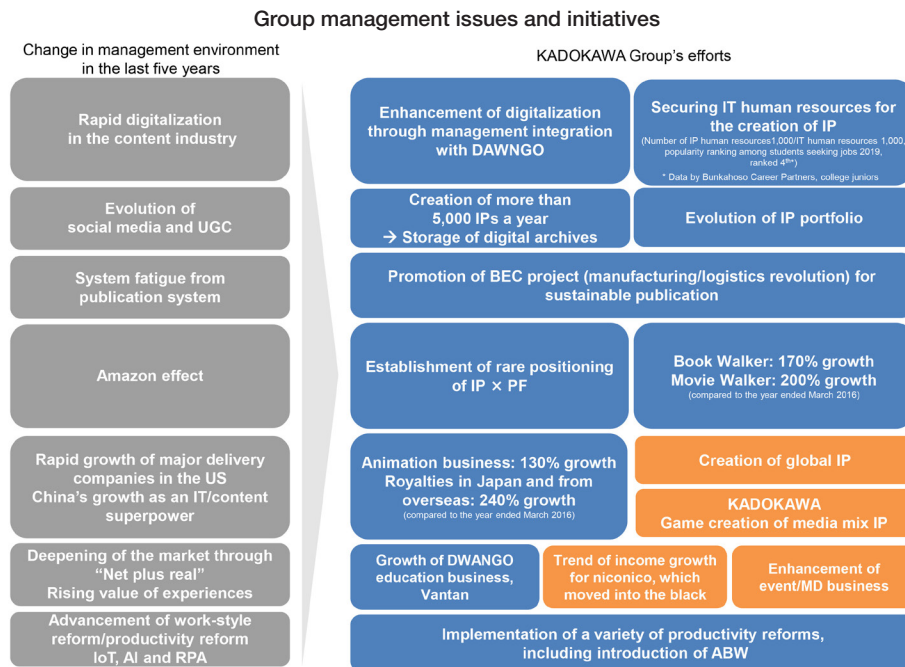 Group management issues and initiatives
Change in management environment
in the last five years
KADOKAWA Group's efforts
Rapid digitalization
in the content industry
Enhancement of digitalization
through management integration
with DAWNGO
Securing IT human resources for
the creation of IP
(Number of IP human resources1,000/IT human resources 1,000,
popularity ranking among students seeking jobs 2019,
ranked 4th*)
* Data by Bunkahoso Career Partners, college juniors
Evolution of
social media and UGC
Creation of more than
5,000 IPs a year
→ Storage of digital archives
Evolution of IP portfolio
System fatigue from
publication system
Promotion of BEC project (manufacturing/logistics revolution) for
sustainable publication
Amazon effect
Establishment of rare positioning
of IP × PF
Book Walker: 170% growth
Movie Walker: 200% growth
(compared to the year ended March 2016)
Rapid growth of major delivery
companies in the US
China's growth as an IT/content
superpower
Animation business: 130% growth
Royalties in Japan and from
overseas: 240% growth
(compared to the year ended March 2016)
Creation of global IP
KADOKAWA
Game creation of media mix IP
Deepening of the market through
"Net plus real"
Rising value of experiences
Growth of DWANGO
education business,
Vantan
Trend of income growth
for niconico, which
moved into the black
Enhancement of
event/MD business
Advancement of work-style
reform/productivity reform
IoT, AI and RPA
Implementation of a variety of productivity reforms,
including introduction of ABW